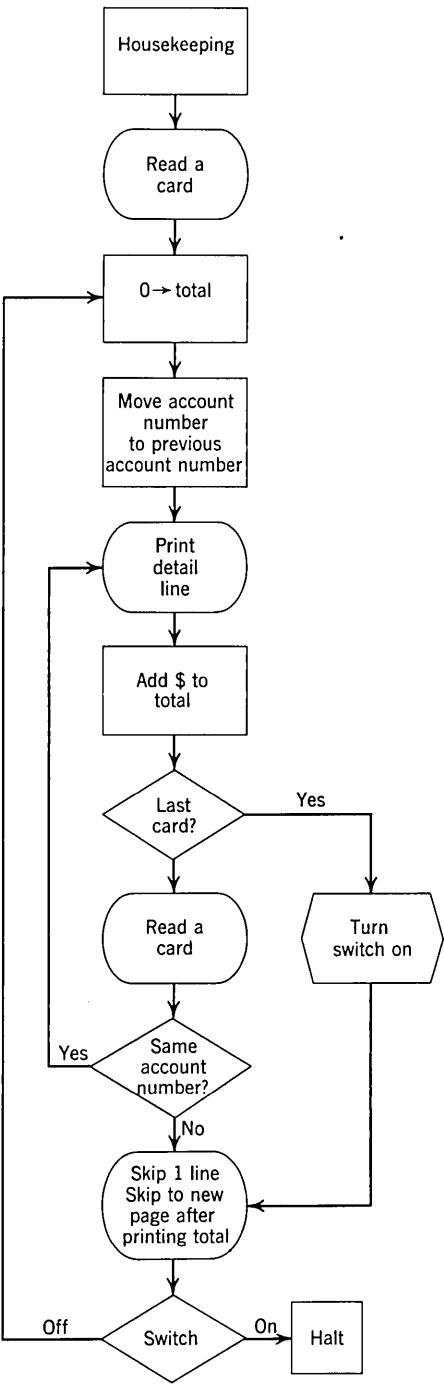 Housekeeping
Read a
card
0→ total
Move account
number
to previous
account number
Print
detail
line
Add $ to
total
Last
card?
Yes
Read a
card
Turn
switch on
Same
account
number?
Yes
No
Skip 1 line
Skip to new
page after
printing total
Switch
Off
On
Halt